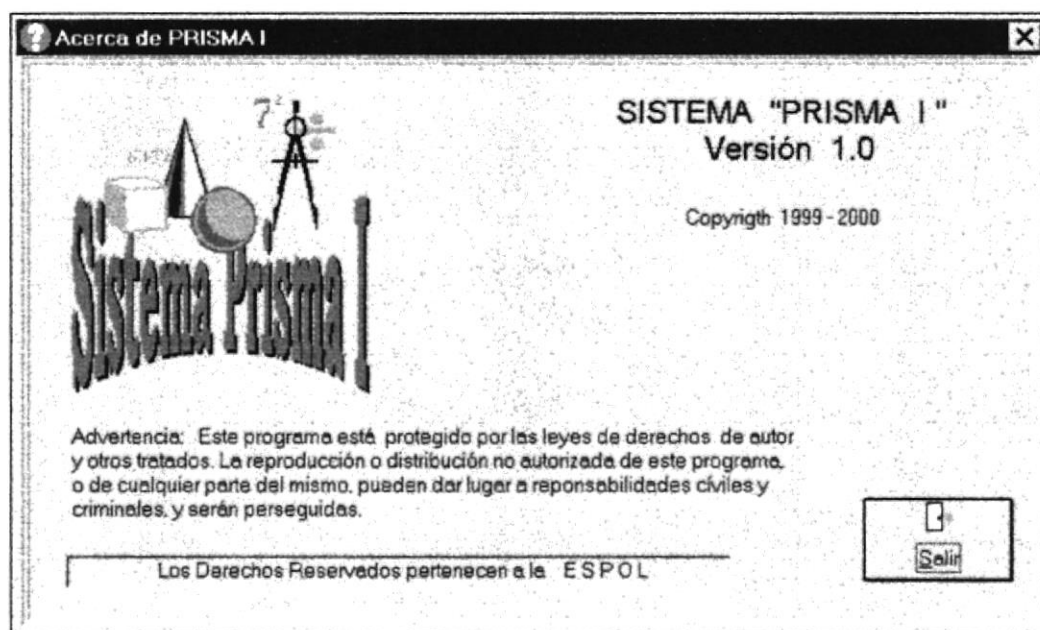 Acerca de PRISMA I
7²
Sistema Prisma I
SISTEMA "PRISMA I"
Versión 1.0
Copyrigth 1999-2000
Advertencia: Este programa está protegido por las leyes de derechos de autor
y otros tratados. La reproducción o distribución no autorizada de este programa,
o de cualquier parte del mismo, pueden dar lugar a reponsabilidades cíviles y
criminales, y serán perseguidas.
Los Derechos Reservados pertenecen a la ESPOL
Salir